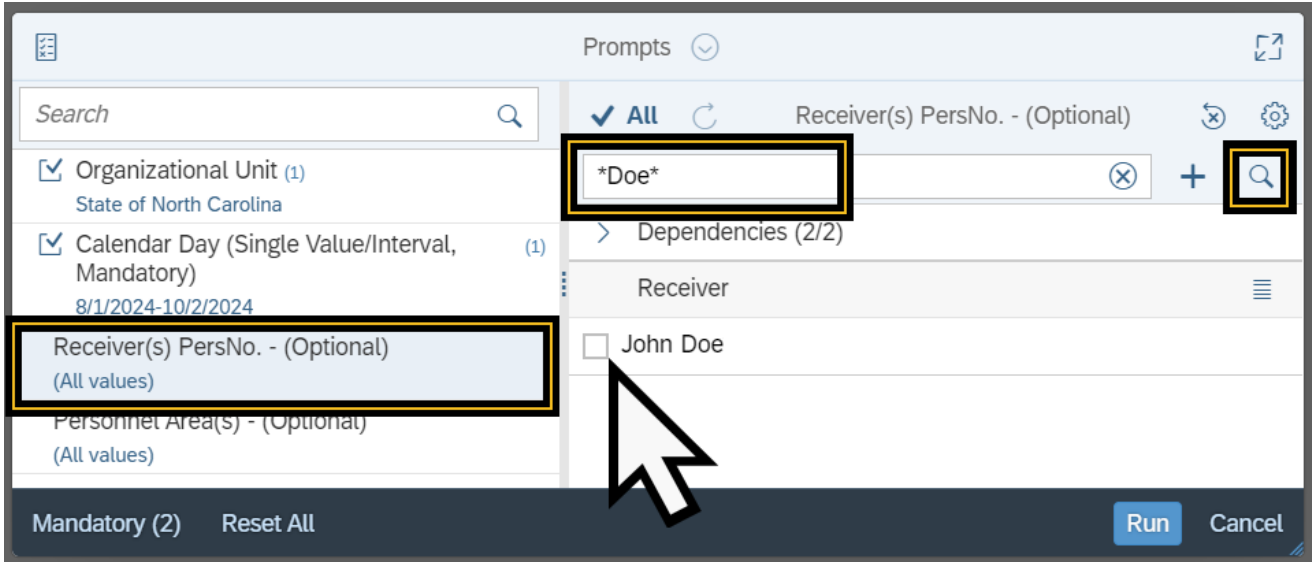 Prompts
Search
Organizational Unit (1)
State of North Carolina
Calendar Day (Single Value/Interval, (1)
Mandatory)
8/1/2024-10/2/2024
Receiver(s) PersNo. - (Optional)
(All values)
Personnel Area(s) - (Optional)
(All values)
All
Receiver(s) PersNo. - (Optional)
*Doe*
Dependencies (2/2)
Receiver
John Doe
Mandatory (2)
Reset All
Run
Cancel